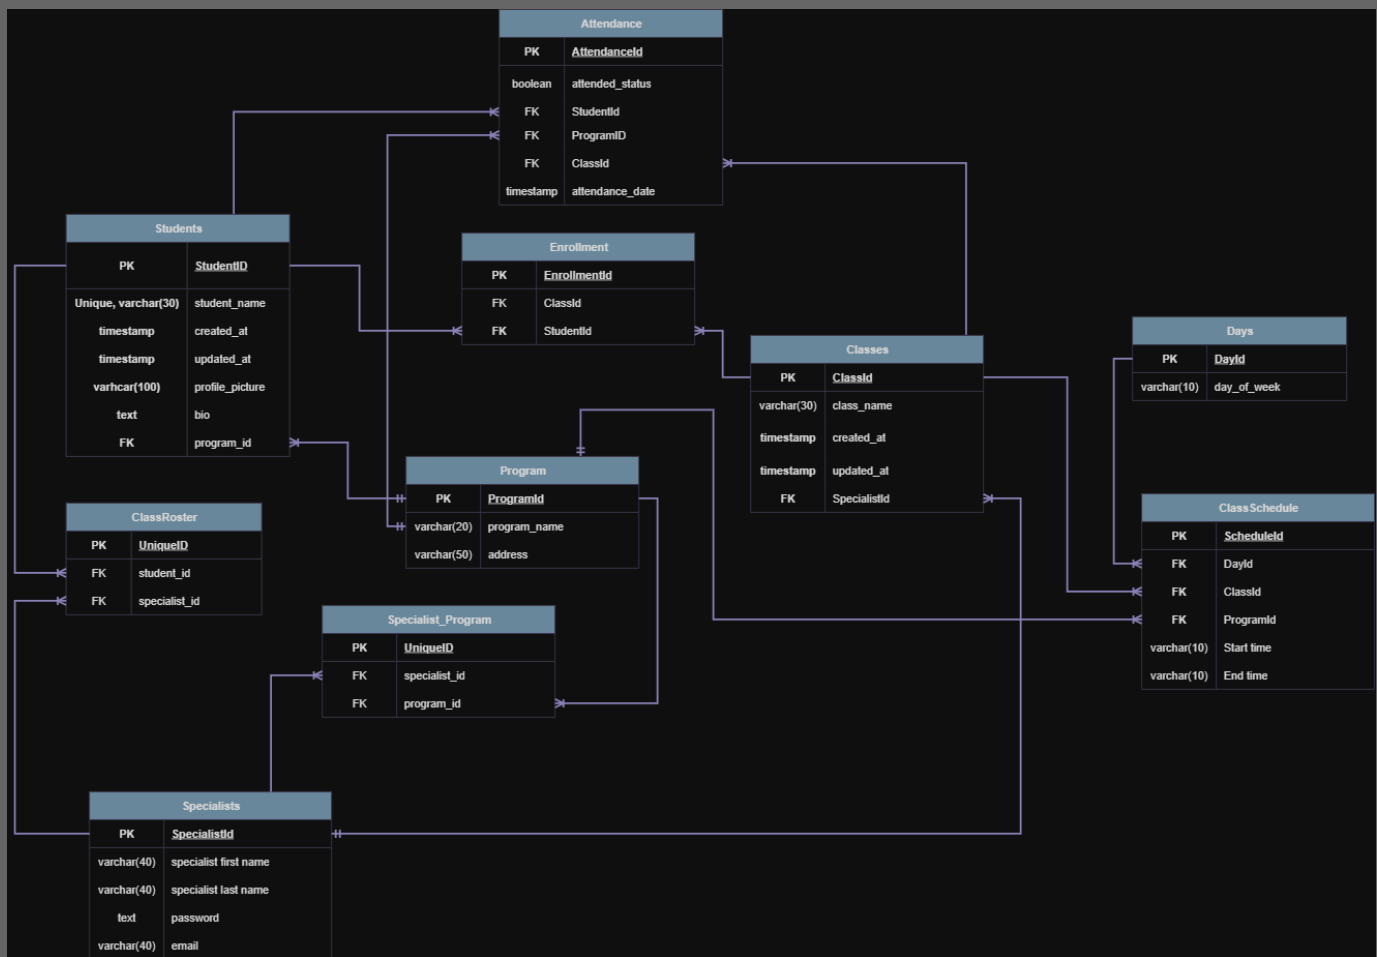 Attendance
PK AttendanceId
boolean attended_status
FK StudentId
FK ProgramID
FK ClassId
timestamp attendance_date
Students
PK StudentID
Unique, varchar(30) student_name
timestamp created_at
timestamp updated_at
varhcar(100) profile_picture
text bio
FK program_id
Enrollment
PK EnrollmentId
FK ClassId
FK StudentId
Classes
PK ClassId
varchar(30) class_name
timestamp created_at
timestamp updated_at
FK SpecialistId
Days
PK DayId
varchar(10) day_of_week
Program
PK ProgramId
varchar(20) program_name
varchar(50) address
ClassRoster
PK UniqueID
FK student_id
FK specialist_id
ClassSchedule
PK ScheduleId
FK DayId
FK ClassId
FK ProgramId
varchar(10) Start time
varchar(10) End time
Specialist_Program
PK UniqueID
FK specialist_id
FK program_id
Specialists
PK SpecialistId
varchar(40) specialist first name
varchar(40) specialist last name
text password
varchar(40) email